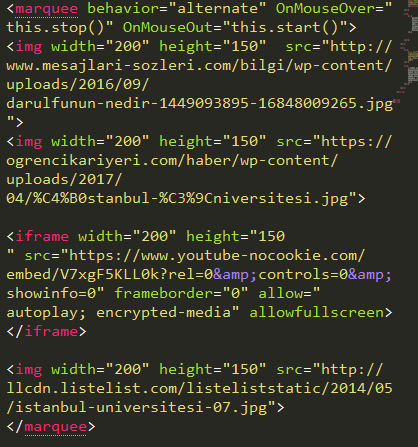 <marquee behavior="alternate" OnMouseOver="
this.stop()" OnMouseOut="this.start()">
<img width="200" height="150"  src="http://
www.mesajlari-sozleri.com/bilgi/wp-content/
uploads/2016/09/
darulfunun-nedir-1449093895-16848009265.jpg
">
<img width="200" height="150" src="https://
ogrencikariyeri.com/haber/wp-content/
uploads/2017/
04/%C4%B0stanbul-%C3%9Cniversitesi.jpg">
<iframe width="200" height="150
" src="https://www.youtube-nocookie.com/
embed/V7xgF5KLL0k?rel=0&amp;controls=0&amp;
showinfo=0" frameborder="0" allow="
autoplay; encrypted-media" allowfullscreen>
</iframe>
<img width="200" height="150" src="http://
llcdn.listelist.com/listeliststatic/2014/05
/istanbul-universitesi-07.jpg">
</marquee>